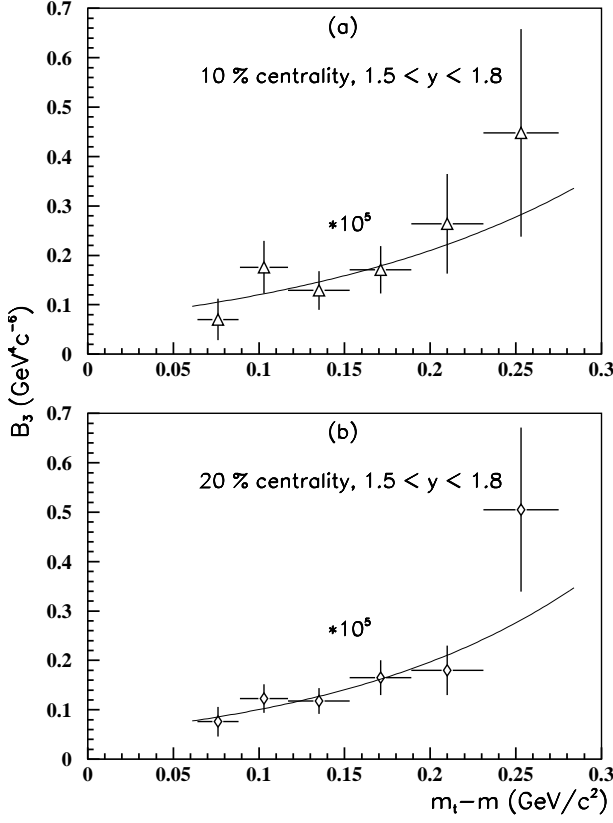 (a)
10 % centrality, 1.5 < y < 1.8
∗10⁵
0.7
0.6
0.5
0.4
0.3
0.2
0.1
0
0 0.05 0.1 0.15 0.2 0.25 0.3
B₃ (GeV⁴c⁻⁶)
(b)
20 % centrality, 1.5 < y < 1.8
∗10⁵
0.7
0.6
0.5
0.4
0.3
0.2
0.1
0
0 0.05 0.1 0.15 0.2 0.25 0.3
mₜ−m (GeV/c²)